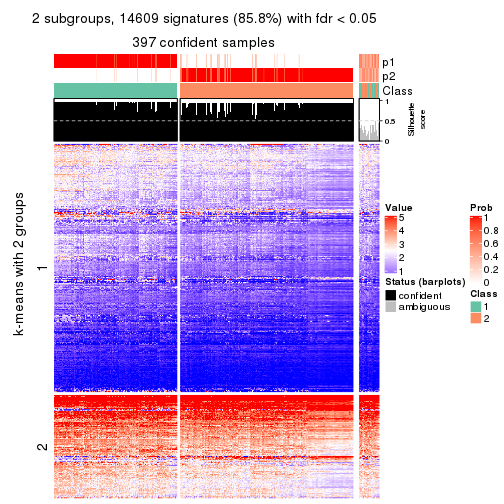 2 subgroups, 14609 signatures (85.8%) with fdr < 0.05
397 confident samples
p1
p2
Class
1
0.5
0
Silhouette
score
k-means with 2 groups
1
2
Value
5
4
3
2
1
Prob
1
0.8
0.6
0.4
0.2
0
Status (barplots)
confident
ambiguous
Class
1
2